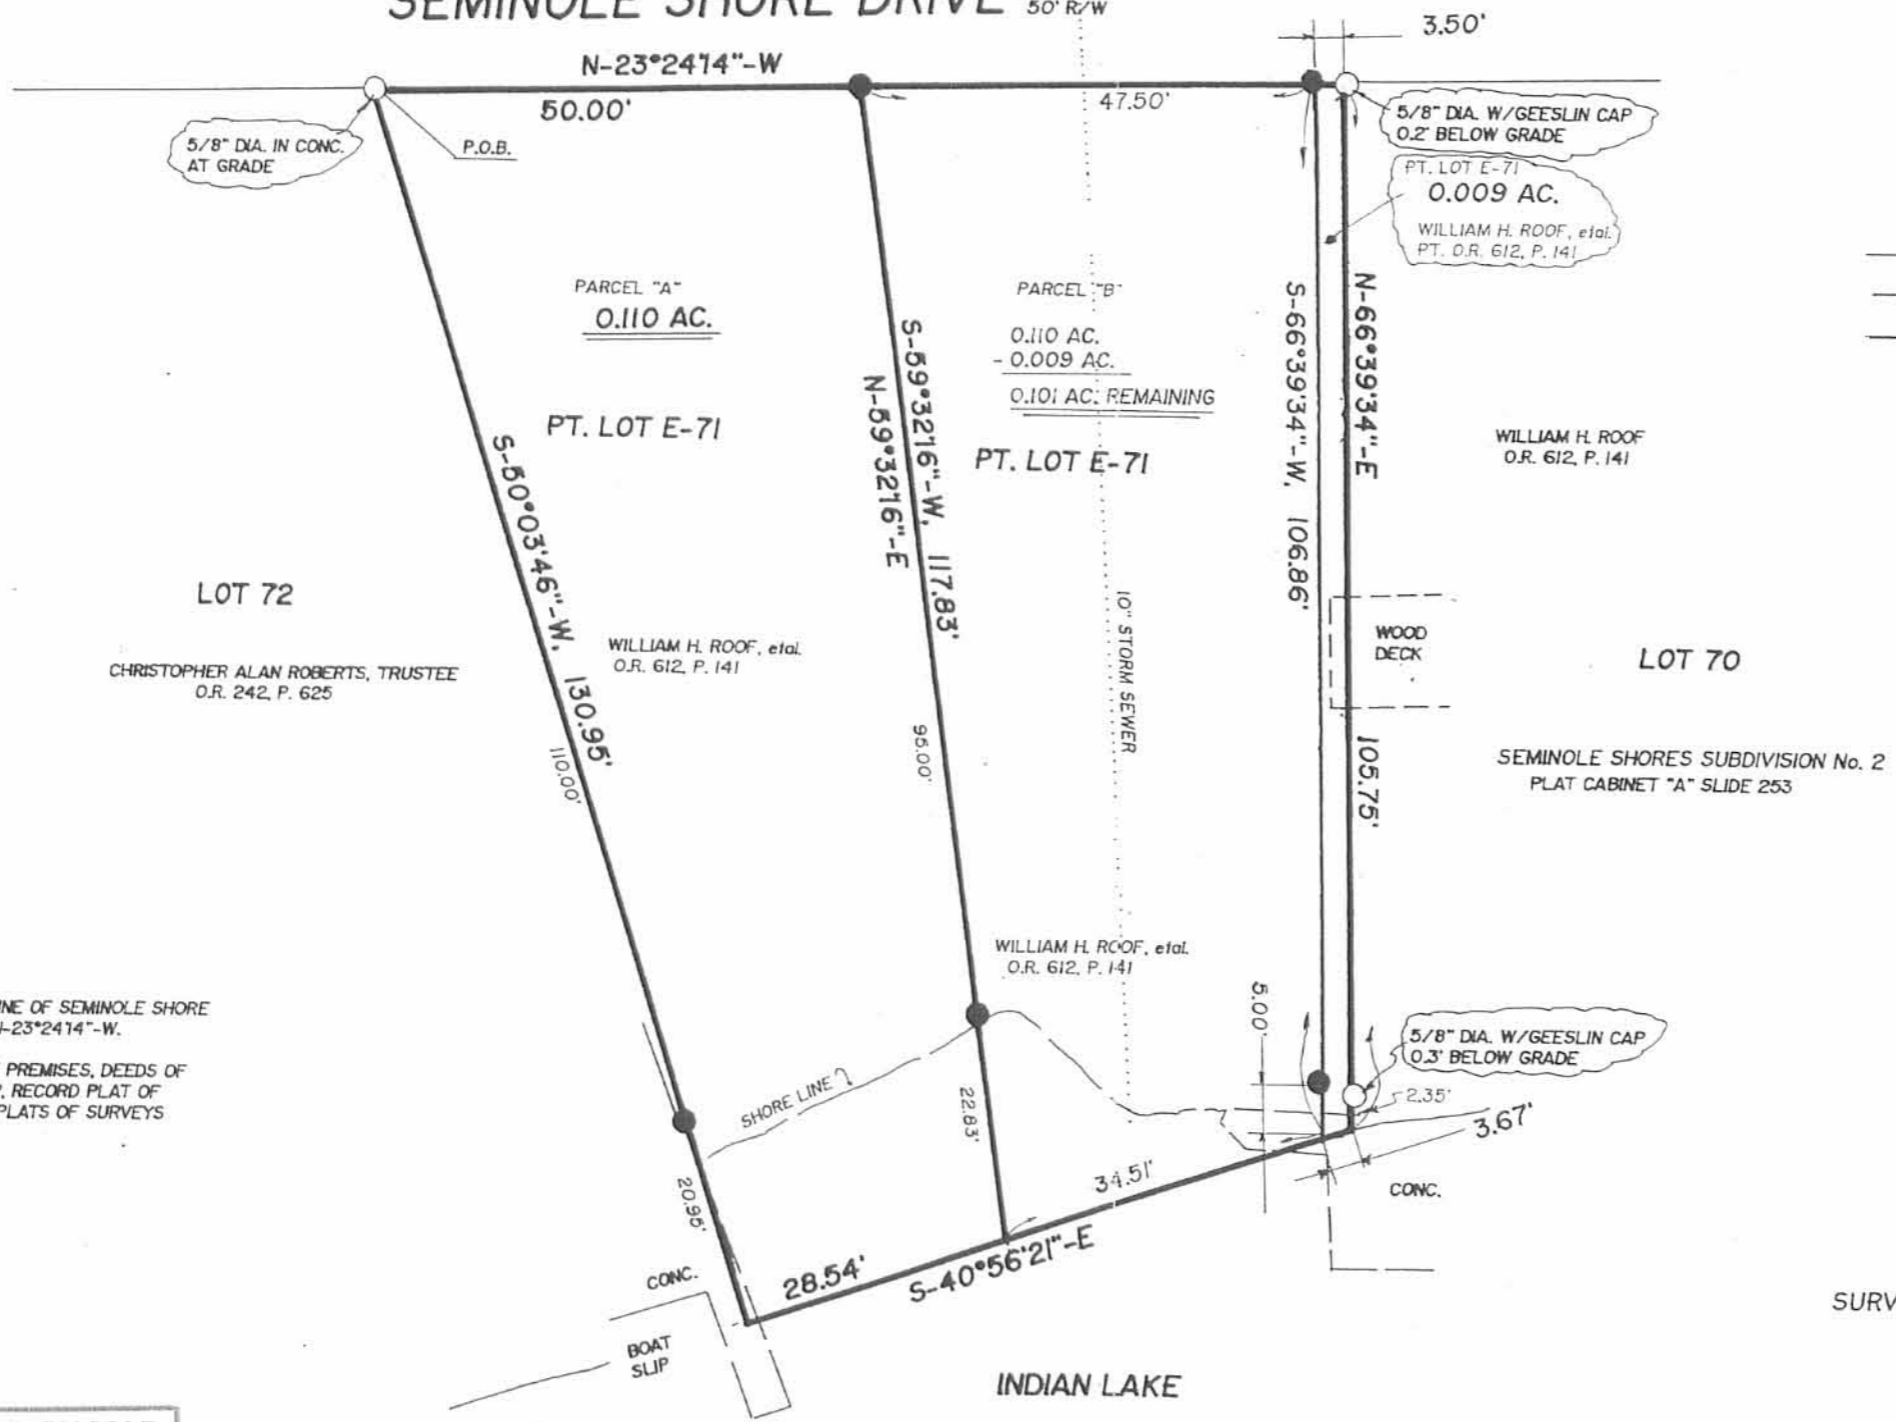 SEMINOLE SHORE DRIVE 50' R/W
3.50'
N-23°24'14"-W
50.00'
47.50'
5/8" DIA. IN CONC.
AT GRADE
P.O.B.
5/8" DIA. W/GEESLIN CAP
0.2' BELOW GRADE
PT. LOT E-71
0.009 AC.
WILLIAM H. ROOF, etal.
PT. O.R. 612, P. 141
PARCEL "A"
0.110 AC.
PARCEL "B"
0.110 AC.
- 0.009 AC.
0.101 AC. REMAINING
PT. LOT E-71
PT. LOT E-71
S-50°03'46"-W, 130.95'
110.00'
S-59°32'16"-W, 117.83'
N-59°32'16"-E
95.00'
S-66°39'34"-W, 106.86'
N-66°39'34"-E
105.75'
WILLIAM H. ROOF
O.R. 612, P. 141
LOT 72
CHRISTOPHER ALAN ROBERTS, TRUSTEE
O.R. 242, P. 625
WILLIAM H. ROOF, etal.
O.R. 612, P. 141
10" STORM SEWER
WOOD
DECK
LOT 70
SEMINOLE SHORES SUBDIVISION No. 2
PLAT CABINET "A" SLIDE 253
WILLIAM H. ROOF, etal.
O.R. 612, P. 141
OF SEMINOLE SHORE
-23°24'14"-W.
PREMISES, DEEDS OF
RECORD PLAT OF
PLATS OF SURVEYS
5.00'
5/8" DIA. W/GEESLIN CAP
0.3' BELOW GRADE
2.35'
3.67'
SHORE LINE
22.83'
20.95'
34.51'
28.54'
S-40°56'21"-E
CONC.
CONC.
BOAT
SLIP
INDIAN LAKE
SURV